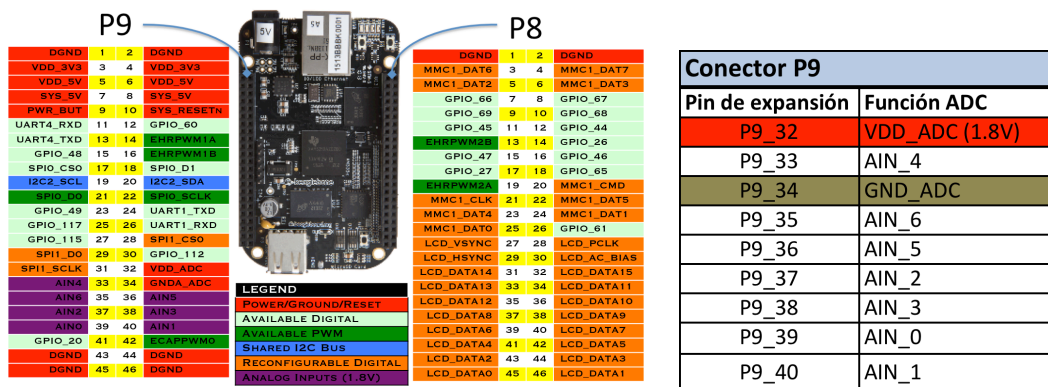 P9
P8
DGND 1 2 DGND
VDD_3V3 3 4 VDD_3V3
VDD_5V 5 6 VDD_5V
SYS_5V 7 8 SYS_5V
PWR_BUT 9 10 SYS_RESETN
UART4_RXD 11 12 GPIO_60
UART4_TXD 13 14 EHRPWM1A
GPIO_48 15 16 EHRPWM1B
SPI0_CS0 17 18 SPI0_D1
I2C2_SCL 19 20 I2C2_SDA
SPI0_D0 21 22 SPI0_SCLK
GPIO_49 23 24 UART1_TXD
GPIO_117 25 26 UART1_RXD
GPIO_115 27 28 SPI1_CS0
SPI1_D0 29 30 GPIO_112
SPI1_SCLK 31 32 VDD_ADC
AIN4 33 34 GNDA_ADC
AIN6 35 36 AIN5
AIN2 37 38 AIN3
AIN0 39 40 AIN1
GPIO_20 41 42 ECAPPWM0
DGND 43 44 DGND
DGND 45 46 DGND
5V
1513BBBK0001
LEGEND
POWER/GROUND/RESET
AVAILABLE DIGITAL
AVAILABLE PWM
SHARED I2C BUS
RECONFIGURABLE DIGITAL
ANALOG INPUTS (1.8V)
DGND 1 2 DGND
MMC1_DAT6 3 4 MMC1_DAT7
MMC1_DAT2 5 6 MMC1_DAT3
GPIO_66 7 8 GPIO_67
GPIO_69 9 10 GPIO_68
GPIO_45 11 12 GPIO_44
EHRPWM2B 13 14 GPIO_26
GPIO_47 15 16 GPIO_46
GPIO_27 17 18 GPIO_65
EHRPWM2A 19 20 MMC1_CMD
MMC1_CLK 21 22 MMC1_DAT5
MMC1_DAT4 23 24 MMC1_DAT1
MMC1_DAT0 25 26 GPIO_61
LCD_VSYNC 27 28 LCD_PCLK
LCD_HSYNC 29 30 LCD_AC_BIAS
LCD_DATA14 31 32 LCD_DATA15
LCD_DATA13 33 34 LCD_DATA11
LCD_DATA12 35 36 LCD_DATA10
LCD_DATA8 37 38 LCD_DATA9
LCD_DATA6 39 40 LCD_DATA7
LCD_DATA4 41 42 LCD_DATA5
LCD_DATA2 43 44 LCD_DATA3
LCD_DATA0 45 46 LCD_DATA1
Conector P9
Pin de expansión Función ADC
P9_32 VDD_ADC (1.8V)
P9_33 AIN_4
P9_34 GND_ADC
P9_35 AIN_6
P9_36 AIN_5
P9_37 AIN_2
P9_38 AIN_3
P9_39 AIN_0
P9_40 AIN_1